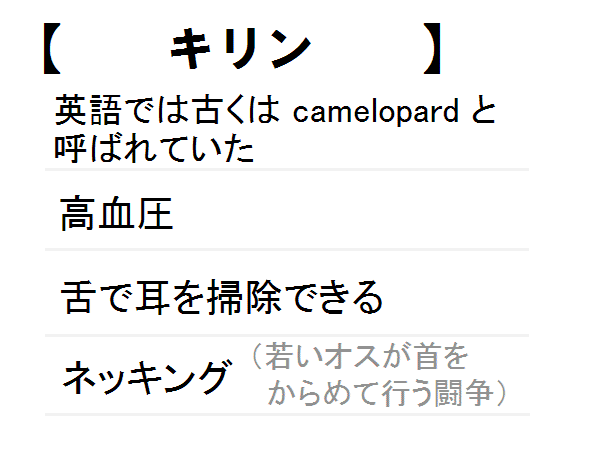 【 キリン 】
英語では古くは camelopard と
呼ばれていた
高血圧
舌で耳を掃除できる
ネッキング（若いオスが首を
からめて行う闘争）